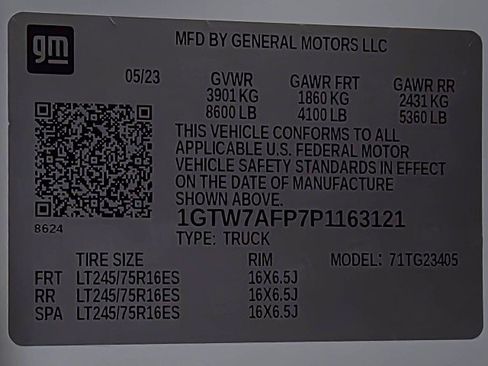 gm
MFD BY GENERAL MOTORS LLC
05/23 GVWR GAWR FRT GAWR RR
3901 KG 1860 KG 2431 KG
8600 LB 4100 LB 5360 LB
THIS VEHICLE CONFORMS TO ALL
APPLICABLE U.S. FEDERAL MOTOR
VEHICLE SAFETY STANDARDS IN EFFECT
ON THE DATE OF MANUFACTURE
SHOWN ABOVE.
1GTW7AFP7P1163121
8624
TYPE: TRUCK
TIRE SIZE RIM MODEL: 71TG23405
FRT LT245/75R16ES 16X6.5J
RR LT245/75R16ES 16X6.5J
SPA LT245/75R16ES 16X6.5J